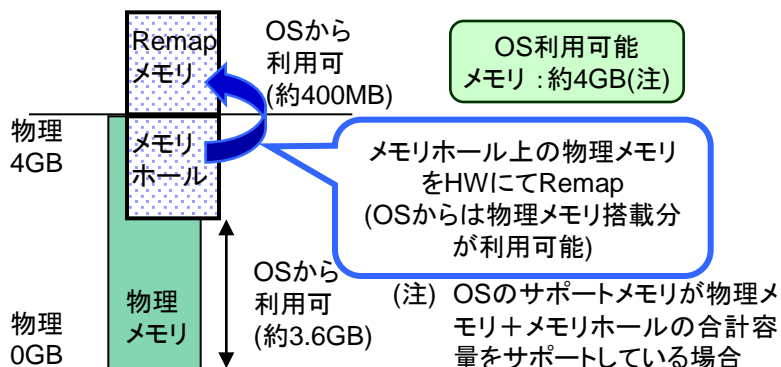 Remap
メモリ
OSから
利用可
(約400MB)
OS利用可能
メモリ：約4GB(注)
物理
4GB
メモリ
ホール
メモリホール上の物理メモリ
をHWにてRemap
(OSからは物理メモリ搭載分
が利用可能)
OSから
利用可
(約3.6GB)
物理
メモリ
物理
0GB
(注) OSのサポートメモリが物理メ
モリ＋メモリホールの合計容
量をサポートしている場合